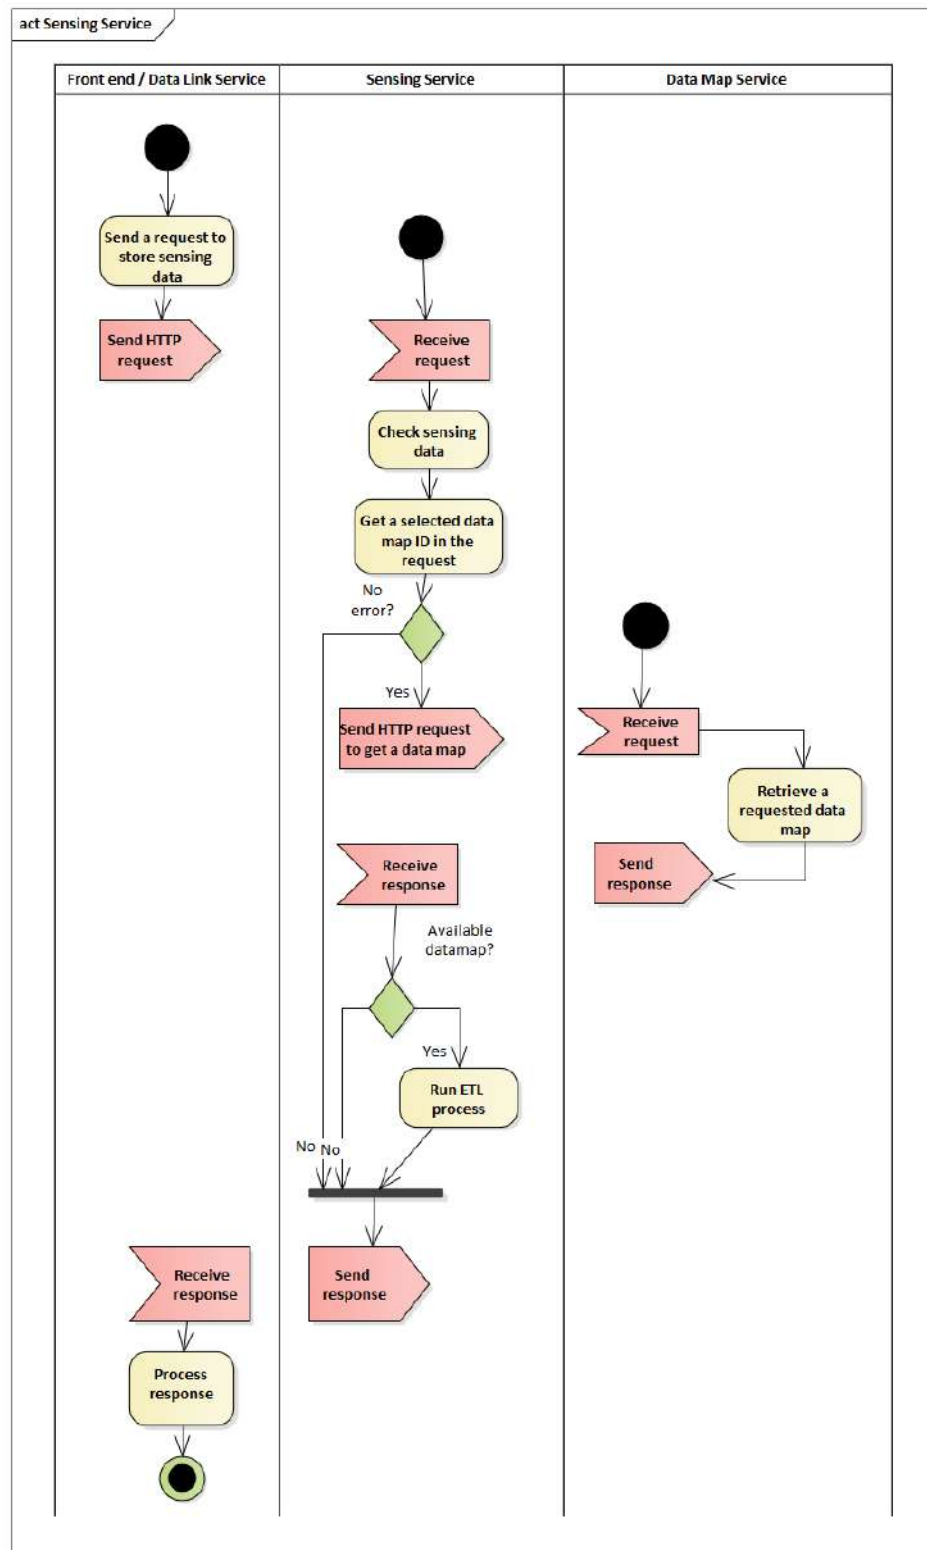 act Sensing Service
Front end / Data Link Service
Sensing Service
Data Map Service
Send a request to
store sensing
data
Send HTTP
request
Receive
request
Check sensing
data
Get a selected data
map ID in the
request
No
error?
Yes
Send HTTP request
to get a data map
Receive
request
Retrieve a
requested data
map
Send
response
Receive
response
Available
datamap?
Yes
Run ETL
process
No
No
Send
response
Receive
response
Process
response